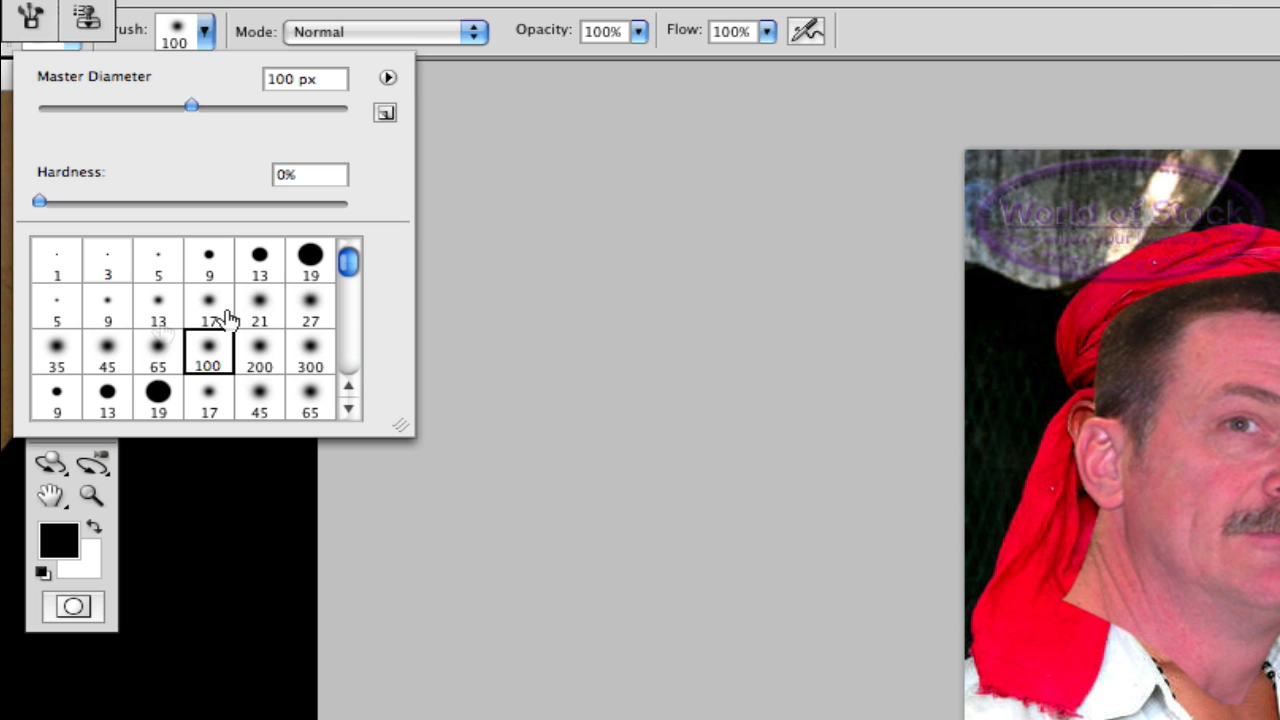 rush: 100 Mode: Normal Opacity: 100% Flow: 100%
Master Diameter 100 px
Hardness: 0%
1 3 5 9 13 19
5 9 13 17 21 27
35 45 65 100 200 300
9 13 19 17 45 65
World of Stock